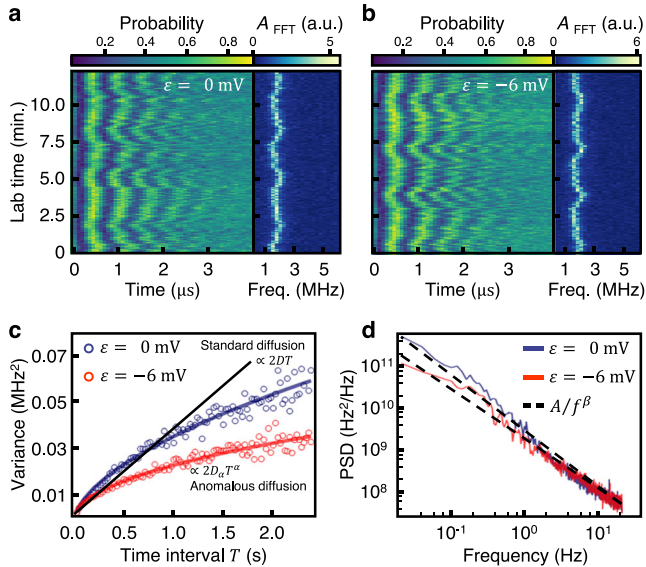 a
Probability
A FFT (a.u.)
0.2 0.4 0.6 0.8
0 5
ε = 0 mV
Lab time (min.)
10.0
7.5
5.0
2.5
0
0 1 2 3
Time (μs)
1 3 5
Freq. (MHz)
b
Probability
A FFT (a.u.)
0.2 0.4 0.6 0.8
0 6
ε = −6 mV
0 1 2 3
Time (μs)
1 3 5
Freq. (MHz)
c
ε = 0 mV
ε = −6 mV
Standard diffusion
∝ 2DT
∝ 2DαT^α
Anomalous diffusion
Variance (MHz²)
0.07
0.05
0.03
0.01
0 0.5 1.0 1.5 2.0
Time interval T (s)
d
ε = 0 mV
ε = −6 mV
A/f^β
PSD (Hz²/Hz)
10¹¹
10¹⁰
10⁹
10⁸
10⁻¹ 10⁰ 10¹
Frequency (Hz)